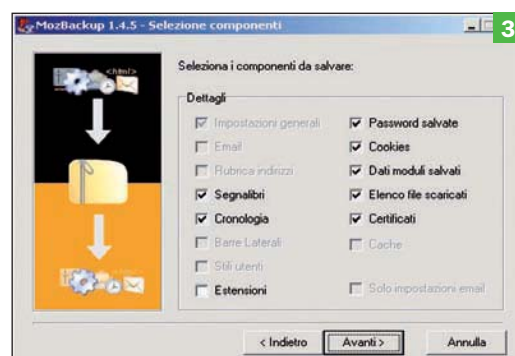 MozBackup 1.4.5 - Selezione componenti
3
<html>
Seleziona i componenti da salvare:
Dettagli
Impostazioni generali
Email
Rubrica indirizzi
Segnalibri
Cronologia
Barre Laterali
Stili utenti
Estensioni
Password salvate
Cookies
Dati moduli salvati
Elenco file scaricati
Certificati
Cache
Solo impostazioni email
< Indietro
Avanti >
Annulla